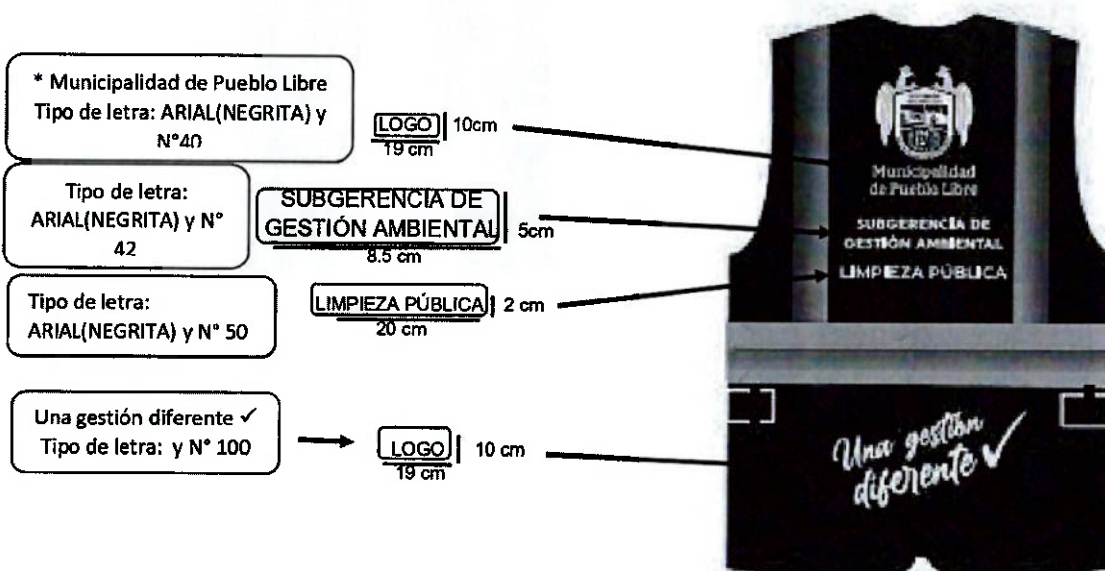 * Municipalidad de Pueblo Libre
Tipo de letra: ARIAL(NEGRITA) y
N°40
LOGO 10cm
19 cm
Tipo de letra:
ARIAL(NEGRITA) y N°
42
SUBGERENCIA DE
GESTIÓN AMBIENTAL 5cm
8.5 cm
Tipo de letra:
ARIAL(NEGRITA) y N° 50
LIMPIEZA PÚBLICA 2 cm
20 cm
Una gestión diferente ✓
Tipo de letra: y N° 100
LOGO 10 cm
19 cm
Municipalidad
de Pueblo Libre
SUBGERENCÍA DE
GESTIÓN AMBIENTAL
LIMPIEZA PÚBLICA
Una gestión
diferente ✓